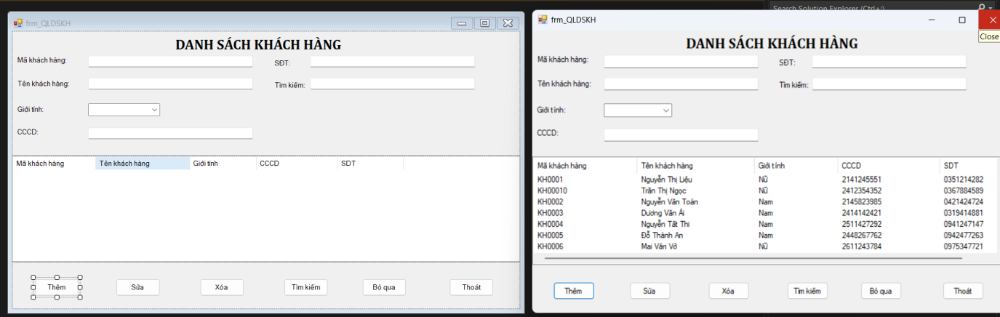 Search Solution Explorer (Ctrl+;)
frm_QLDSKH
DANH SÁCH KHÁCH HÀNG
Mã khách hàng:
SĐT:
Tên khách hàng:
Tìm kiếm:
Giới tính:
CCCD:
Mã khách hàng Tên khách hàng Giới tính CCCD SDT
Thêm Sửa Xóa Tìm kiếm Bỏ qua Thoát
frm_QLDSKH
Close
DANH SÁCH KHÁCH HÀNG
Mã khách hàng:
SĐT:
Tên khách hàng:
Tìm kiếm:
Giới tính:
CCCD:
Mã khách hàng Tên khách hàng Giới tính CCCD SDT
KH0001 Nguyễn Thị Liệu Nữ 2141245551 0351214282
KH00010 Trần Thị Ngọc Nữ 2412354352 0367884589
KH0002 Nguyễn Văn Toàn Nam 2145823985 0421424724
KH0003 Dương Văn Ái Nam 2414142421 0319414881
KH0004 Nguyễn Tất Thi Nam 2511427292 0941247147
KH0005 Đỗ Thành An Nam 2448267762 0942477263
KH0006 Mai Văn Vở Nữ 2611243784 0975347721
Thêm Sửa Xóa Tìm kiếm Bỏ qua Thoát